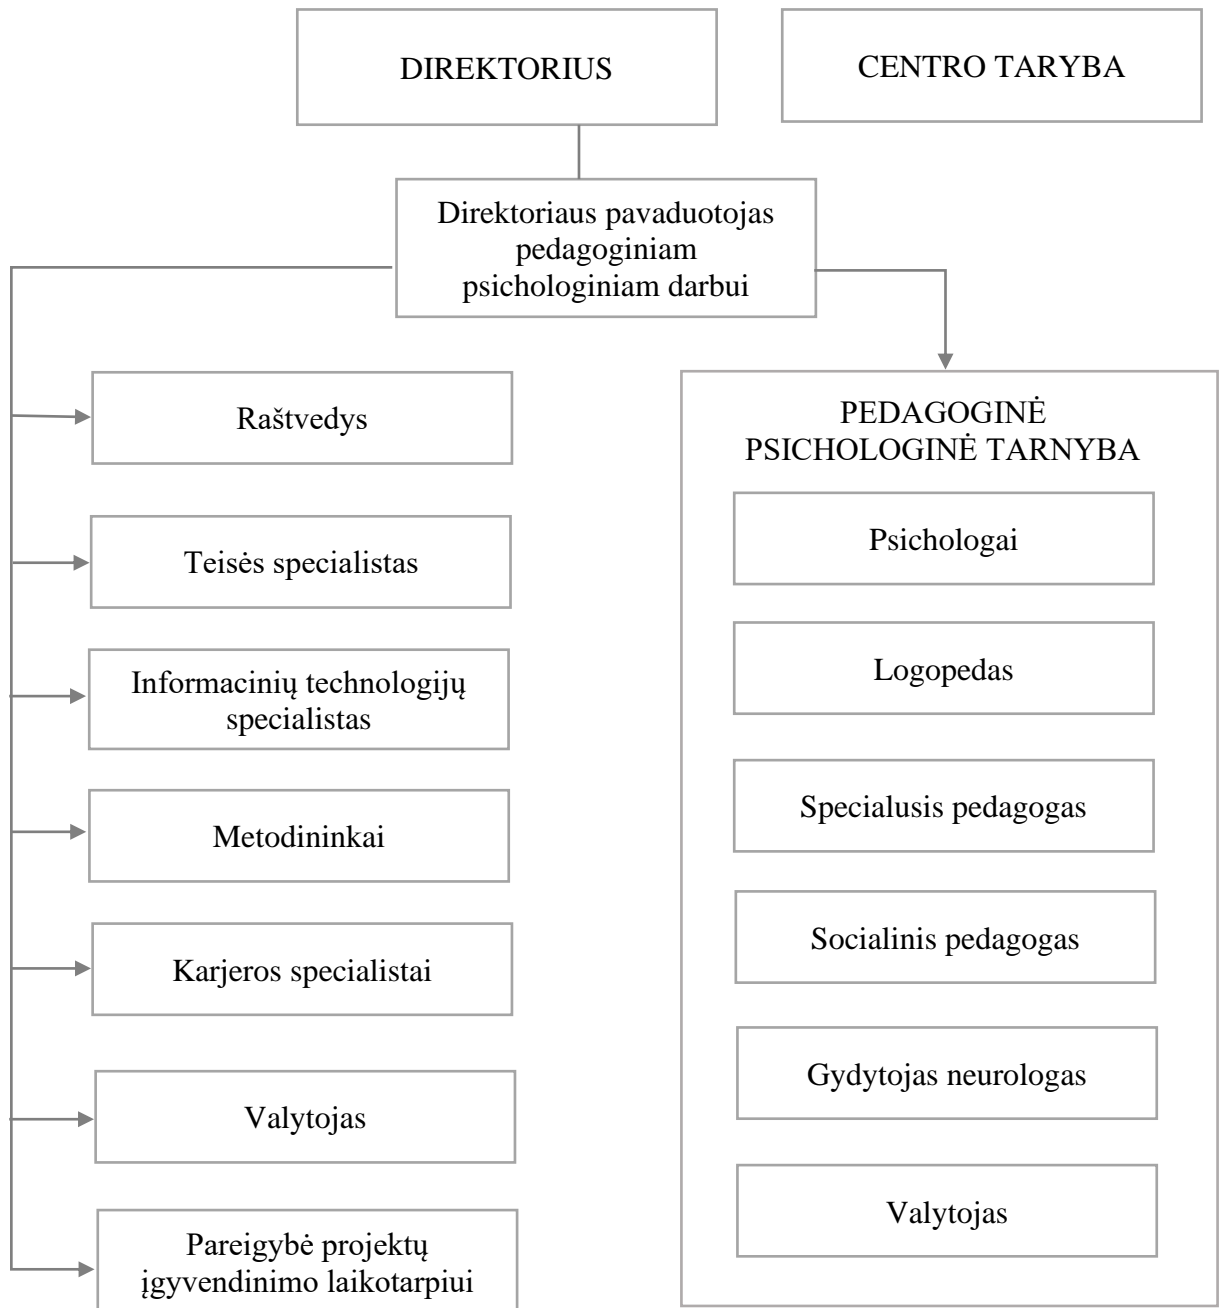 DIREKTORIUS
CENTRO TARYBA
Direktoriaus pavaduotojas
pedagoginiam
psichologiniam darbui
Raštvedys
Teisės specialistas
Informacinių technologijų
specialistas
Metodininkai
Karjeros specialistai
Valytojas
Pareigybė projektų
įgyvendinimo laikotarpiui
PEDAGOGINĖ
PSICHOLOGINĖ TARNYBA
Psichologai
Logopedas
Specialusis pedagogas
Socialinis pedagogas
Gydytojas neurologas
Valytojas